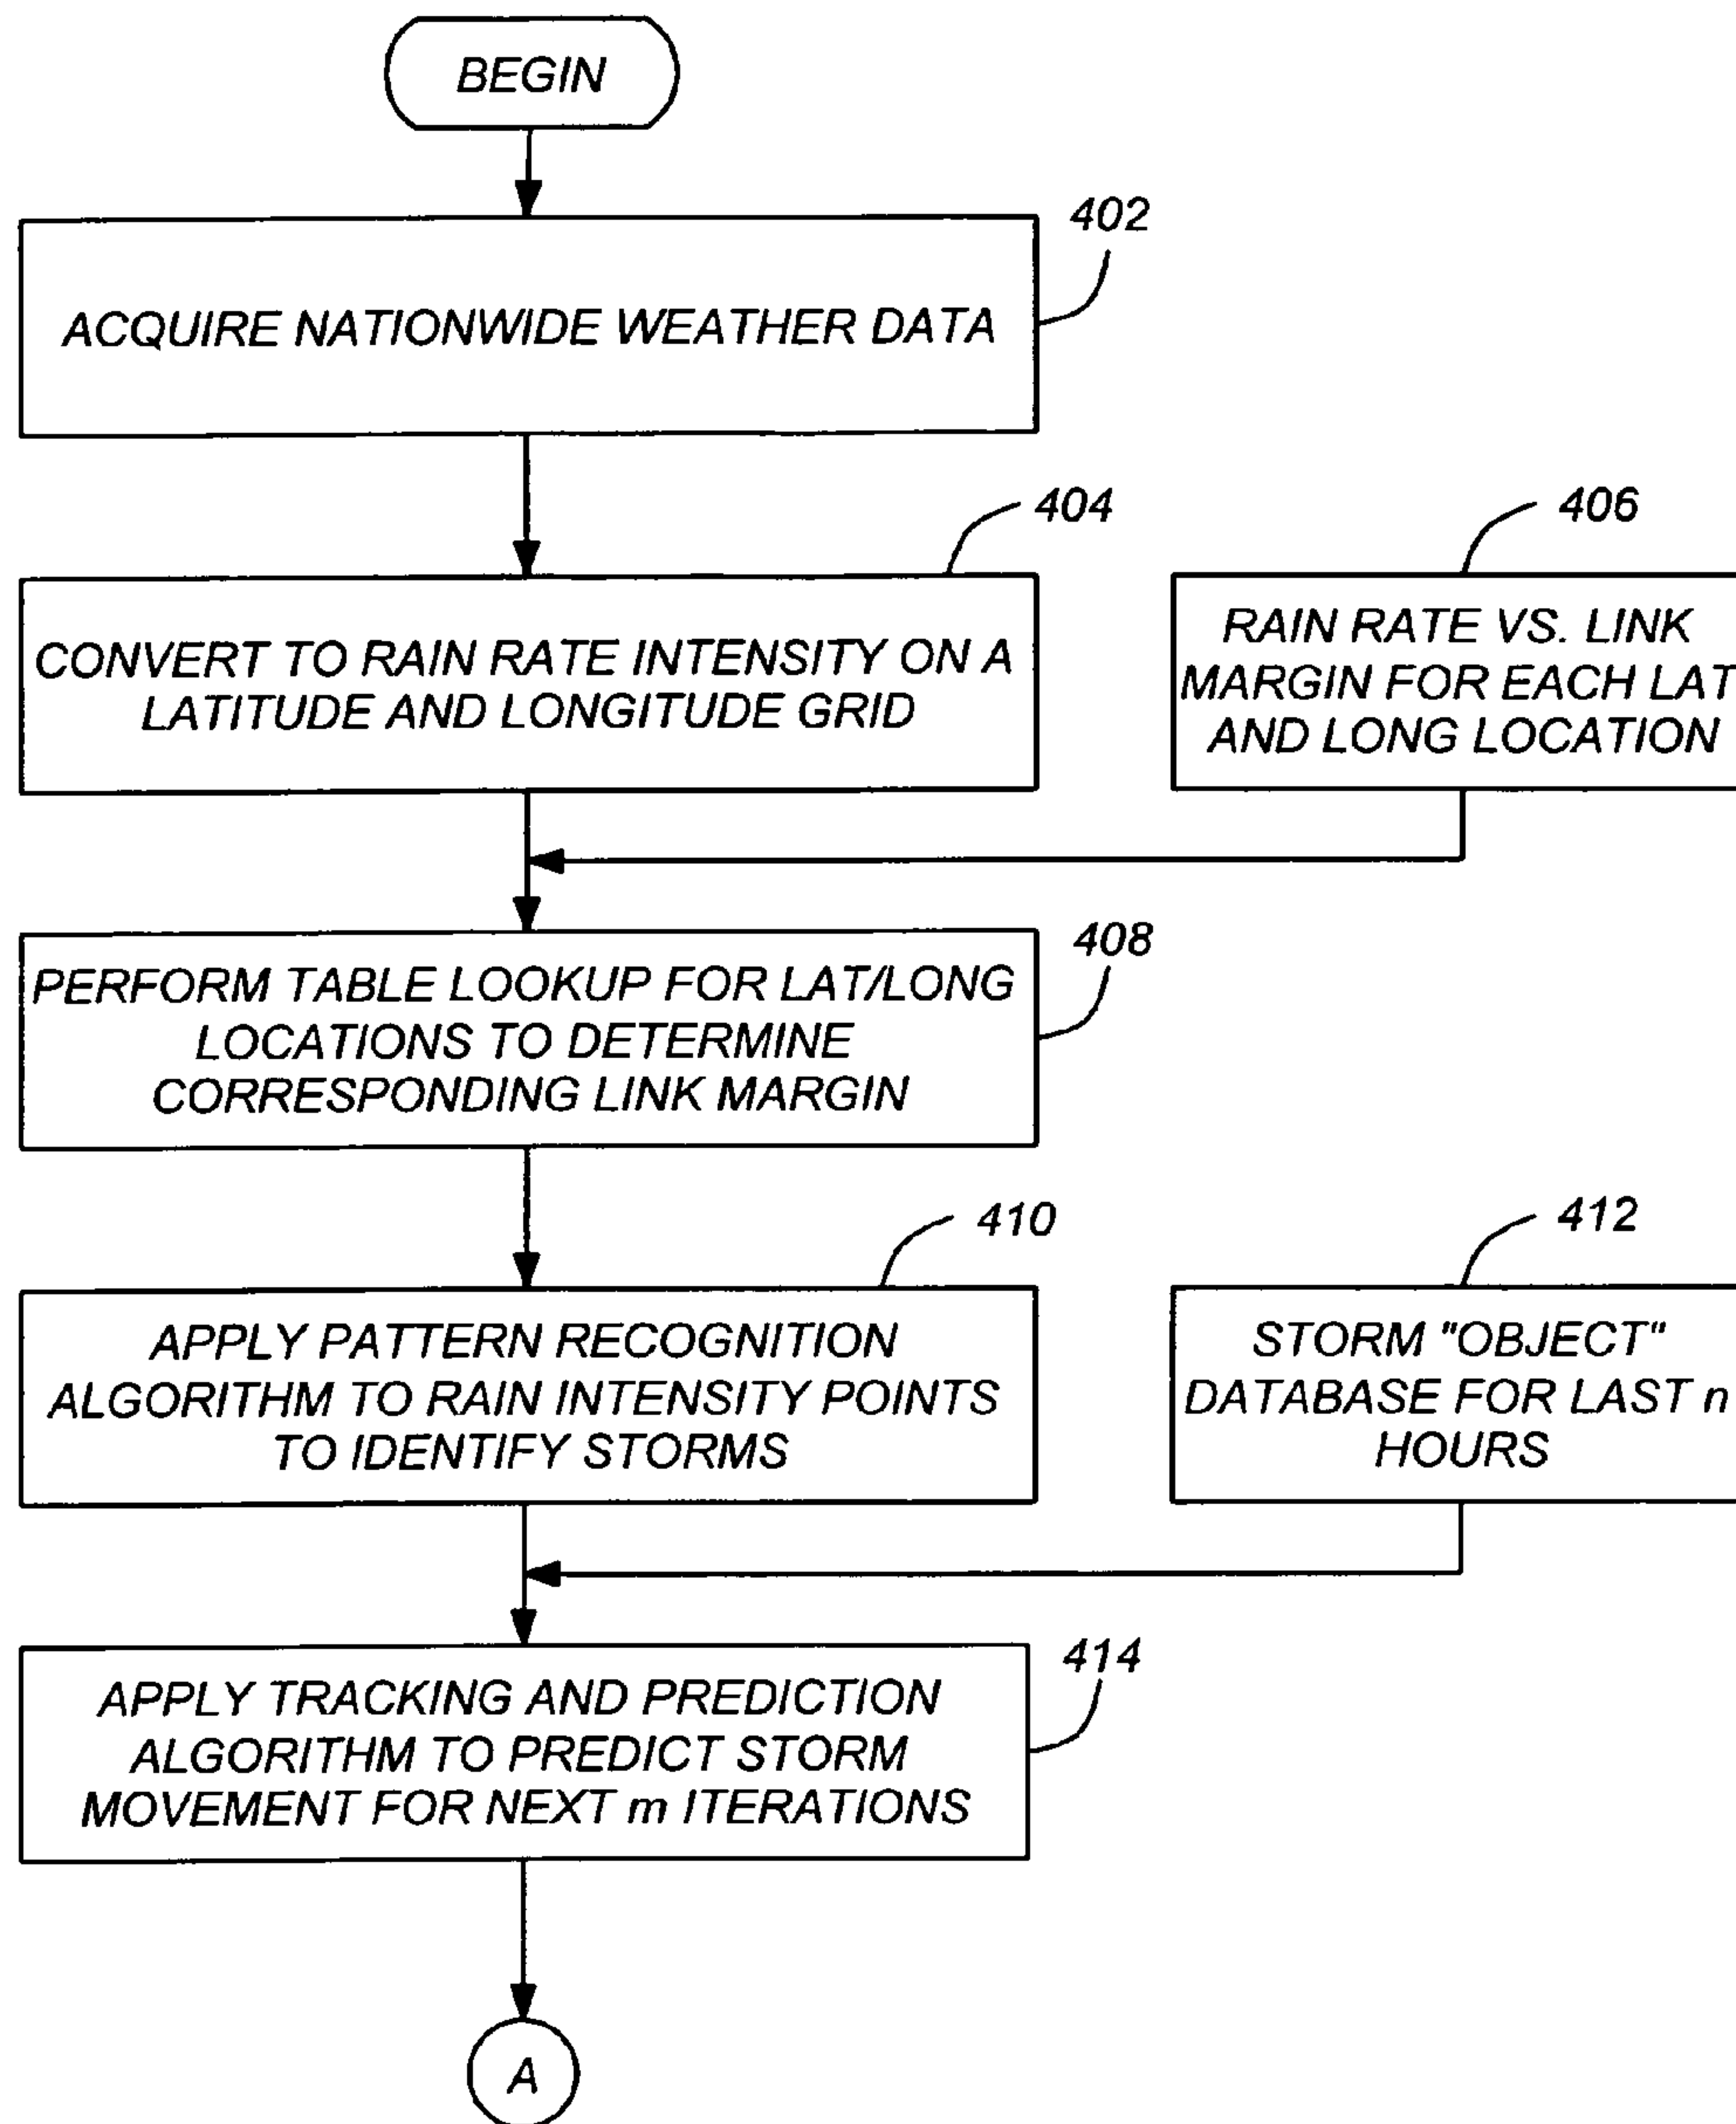 BEGIN
402
ACQUIRE NATIONWIDE WEATHER DATA
404
CONVERT TO RAIN RATE INTENSITY ON A
LATITUDE AND LONGITUDE GRID
406
RAIN RATE VS. LINK
MARGIN FOR EACH LAT
AND LONG LOCATION
408
PERFORM TABLE LOOKUP FOR LAT/LONG
LOCATIONS TO DETERMINE
CORRESPONDING LINK MARGIN
410
APPLY PATTERN RECOGNITION
ALGORITHM TO RAIN INTENSITY POINTS
TO IDENTIFY STORMS
412
STORM "OBJECT"
DATABASE FOR LAST n
HOURS
414
APPLY TRACKING AND PREDICTION
ALGORITHM TO PREDICT STORM
MOVEMENT FOR NEXT m ITERATIONS
A